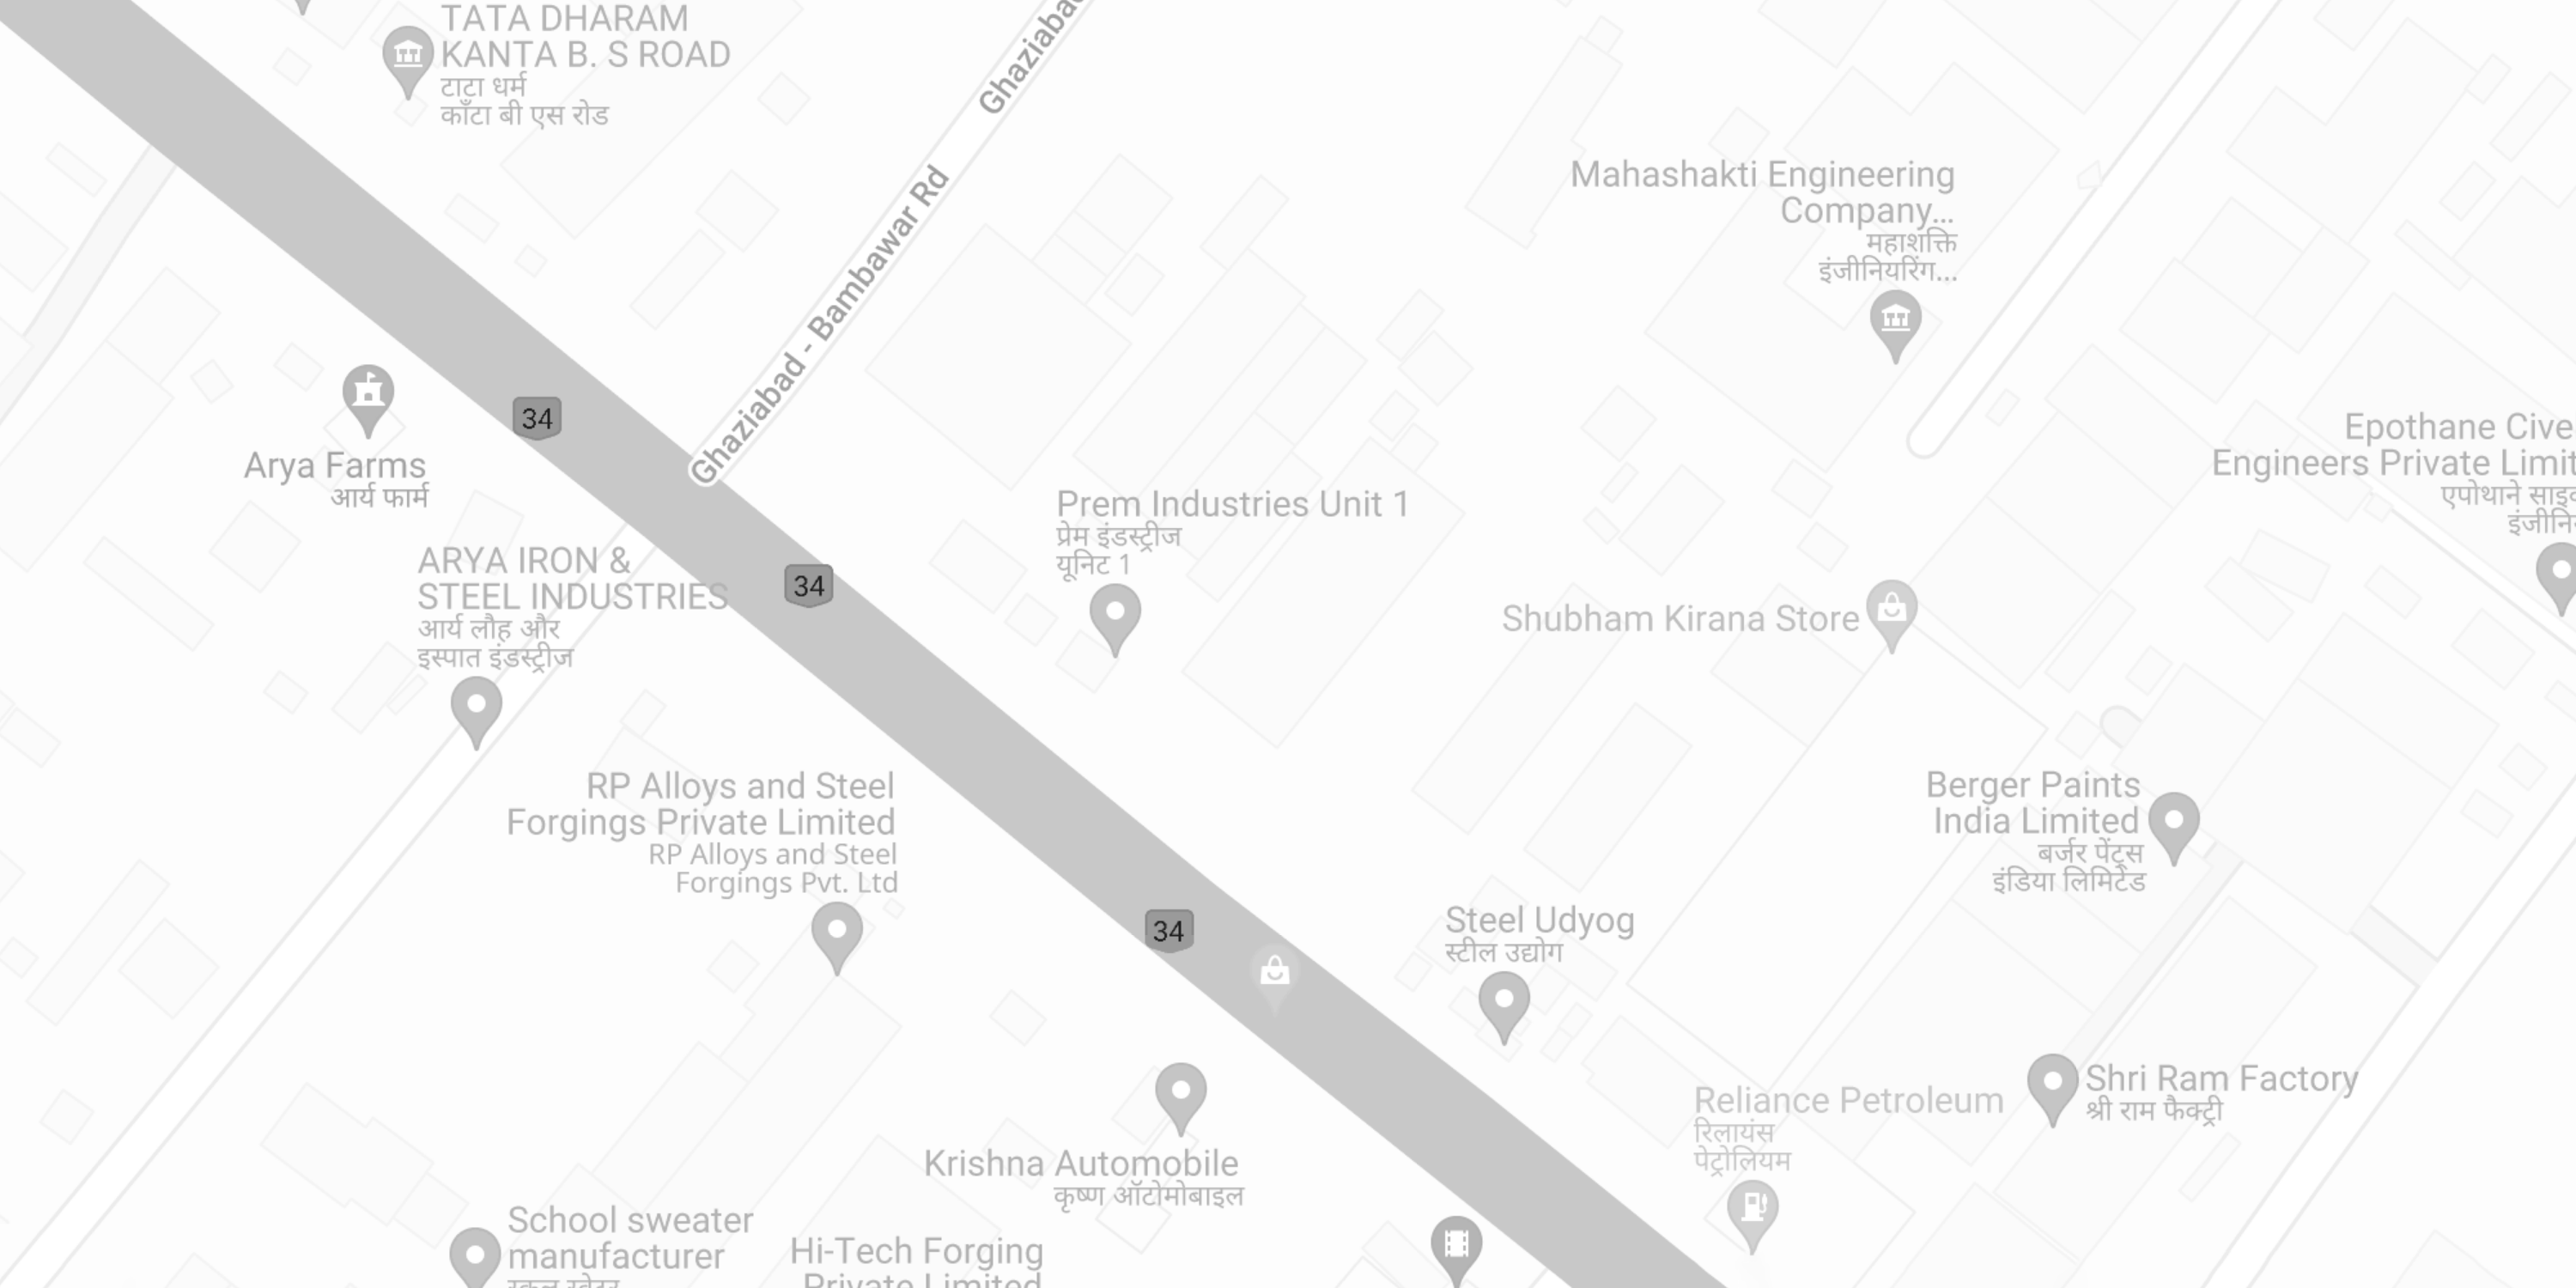 TATA DHARAM
KANTA B. S ROAD
टाटा धर्म
काँटा बी एस रोड
Ghaziabad - Bambawar Rd
Mahashakti Engineering
Company...
महाशक्ति
इंजीनियरिंग...
34
Arya Farms
आर्य फार्म
Epothane Cive
Engineers Private Limit
इंजीनि
Prem Industries Unit 1
प्रेम इंडस्ट्रीज
यूनिट 1
34
ARYA IRON &
STEEL INDUSTRIES
आर्य लौह और
इस्पात इंडस्ट्रीज
Shubham Kirana Store
RP Alloys and Steel
Forgings Private Limited
RP Alloys and Steel
Forgings Pvt. Ltd
Berger Paints
India Limited
बर्जर पेंट्स
इंडिया लिमिटेड
34
Steel Udyog
स्टील उद्योग
Shri Ram Factory
श्री राम फैक्ट्री
Reliance Petroleum
रिलायंस
पेट्रोलियम
Krishna Automobile
कृष्ण ऑटोमोबाइल
School sweater
manufacturer
Hi-Tech Forging
Private Limited